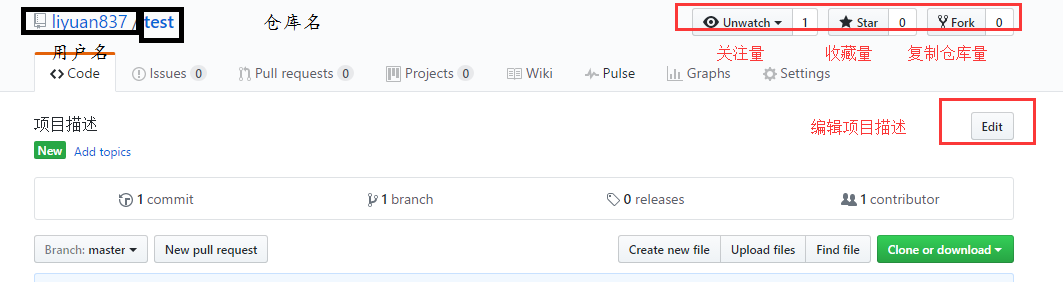 liyuan837 / test 仓库名 Unwatch 1 Star 0 Fork 0
用户名 关注量 收藏量 复制仓库量
Code Issues 0 Pull requests 0 Projects 0 Wiki Pulse Graphs Settings
项目描述 编辑项目描述 Edit
New Add topics
1 commit 1 branch 0 releases 1 contributor
Branch: master New pull request Create new file Upload files Find file Clone or download